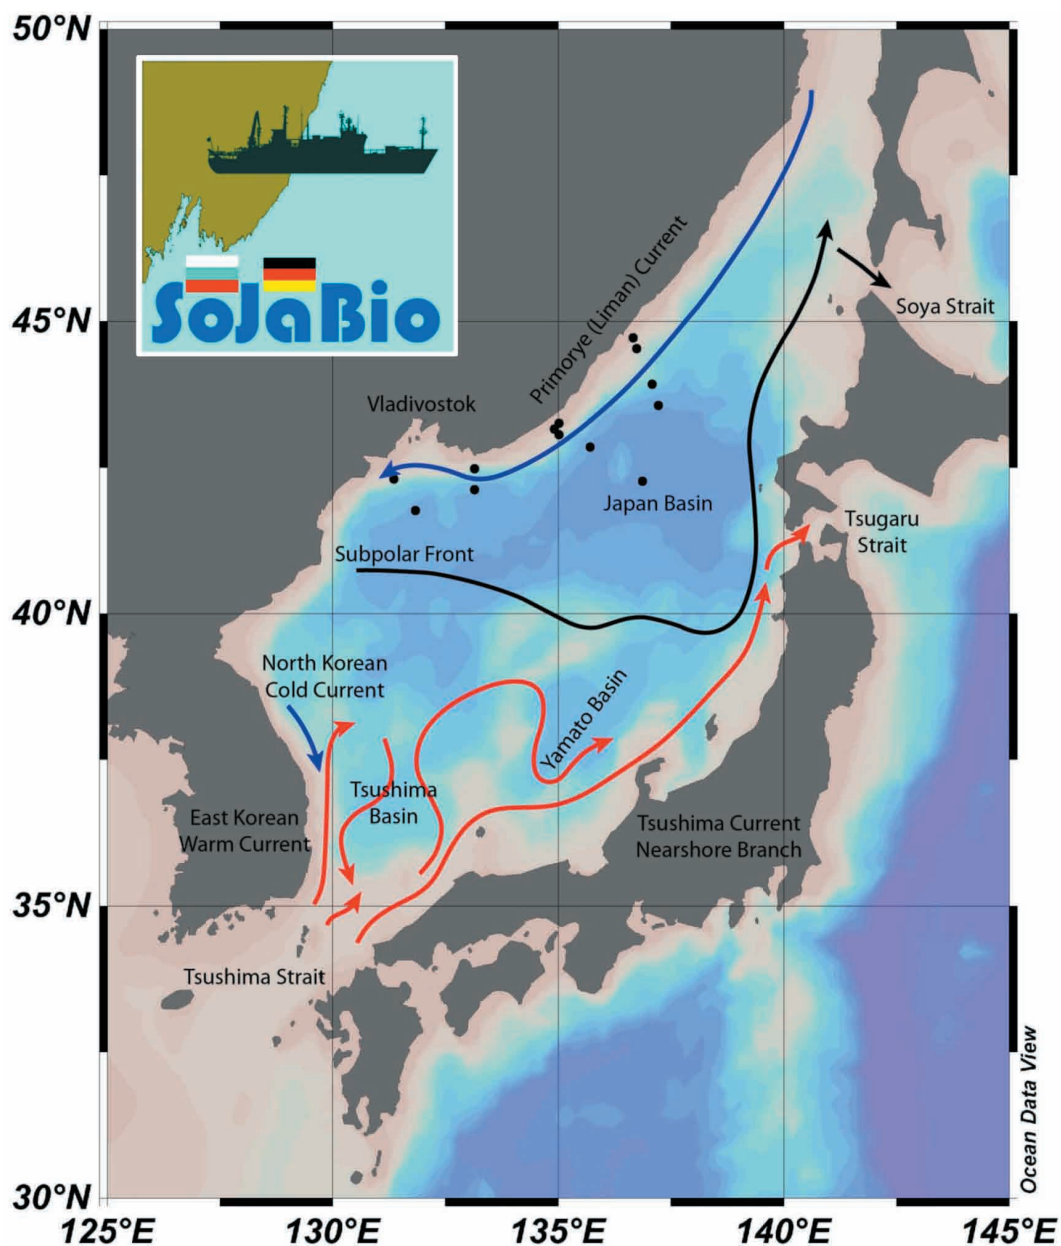 50°N
SoJaBio
Primorye (Liman) Current
Soya Strait
45°N
Vladivostok
Japan Basin
Tsugaru
Strait
Subpolar Front
40°N
North Korean
Cold Current
Yamato Basin
Tsushima
Basin
East Korean
Warm Current
Tsushima Current
Nearshore Branch
35°N
Tsushima Strait
Ocean Data View
30°N
125°E
130°E
135°E
140°E
145°E